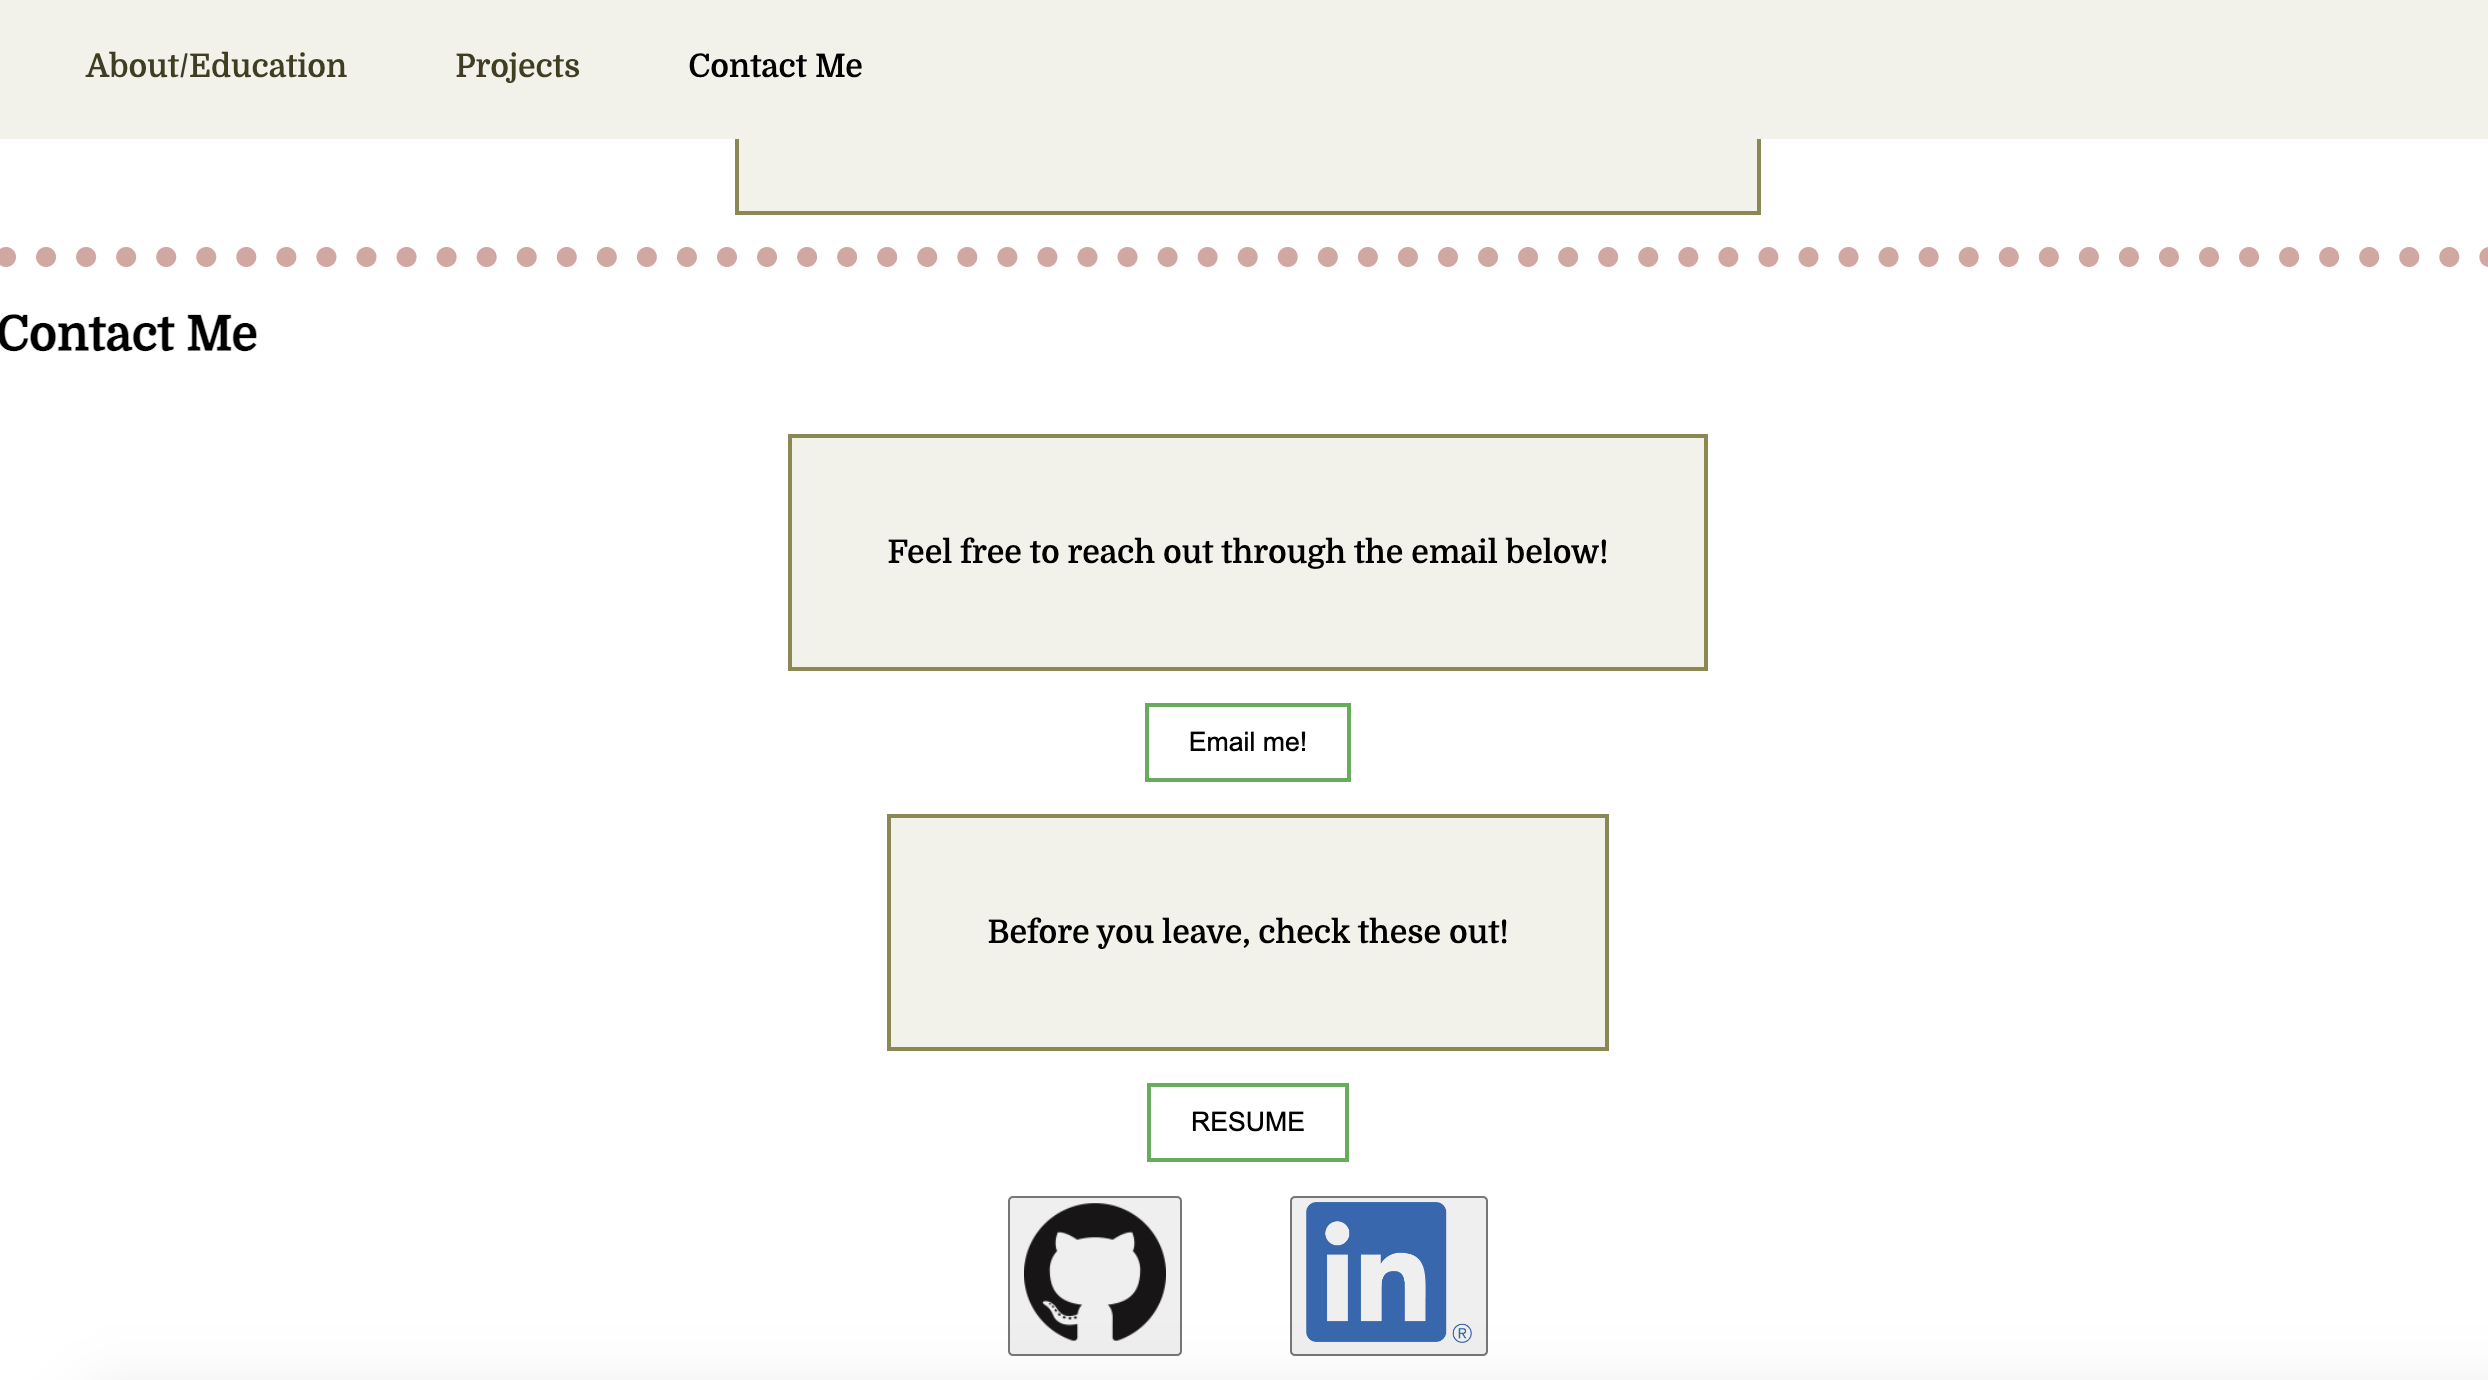 About/Education Projects Contact Me
Contact Me
Feel free to reach out through the email below!
Email me!
Before you leave, check these out!
RESUME
in ®